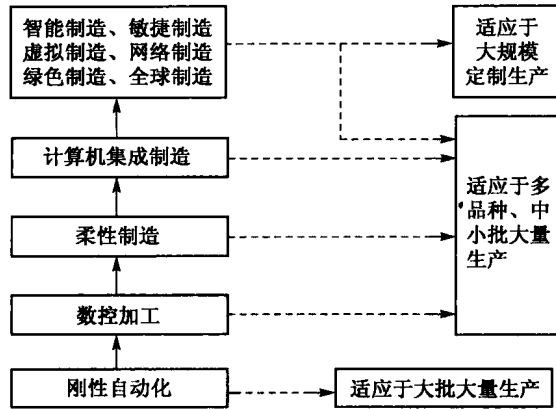 智能制造、敏捷制造
虚拟制造、网络制造
绿色制造、全球制造
适应于
大规模
定制生产
计算机集成制造
适应于多
品种、中
小批大量
生产
柔性制造
数控加工
刚性自动化
适应于大批大量生产